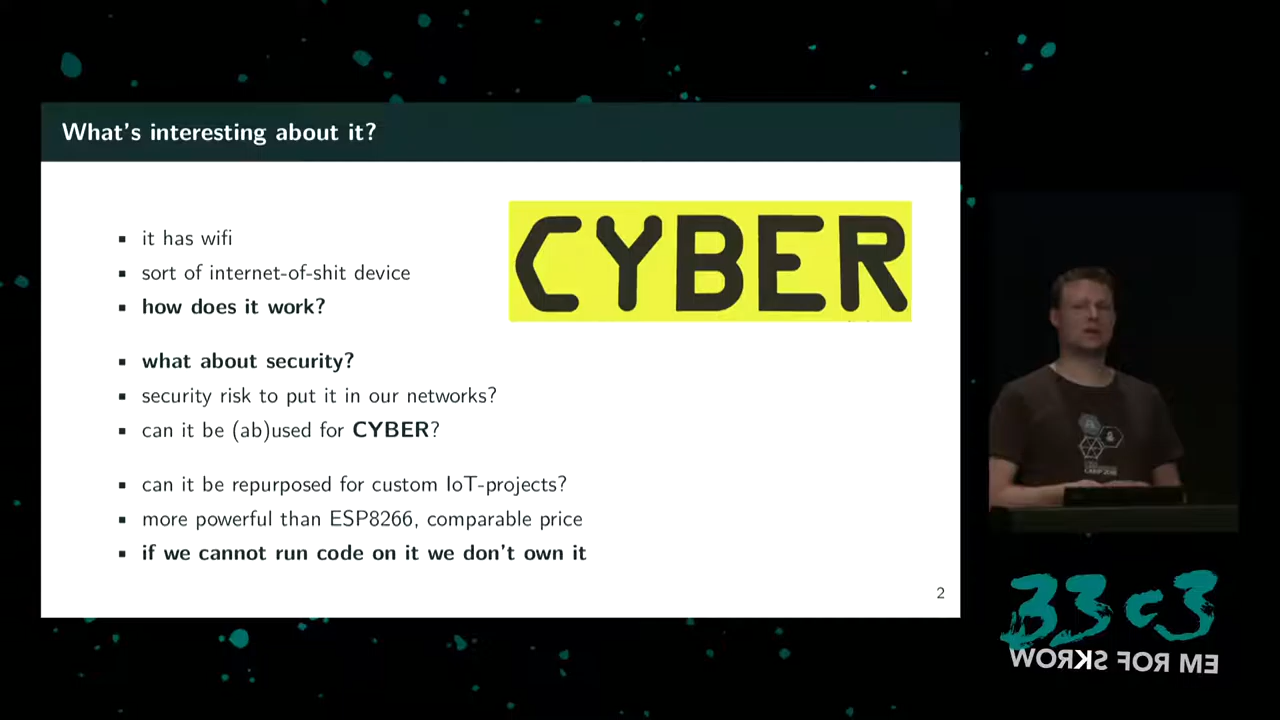 What's interesting about it?
▪ it has wifi
▪ sort of internet-of-shit device
▪ how does it work?
▪ what about security?
▪ security risk to put it in our networks?
▪ can it be (ab)used for CYBER?
▪ can it be repurposed for custom IoT-projects?
▪ more powerful than ESP8266, comparable price
▪ if we cannot run code on it we don't own it
CYBER
2
33c3
WORKS FOR ME